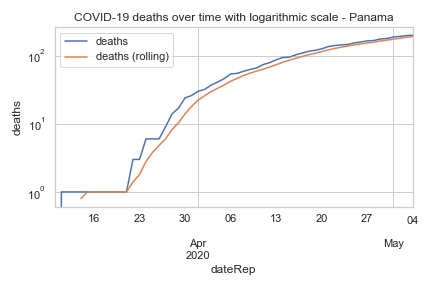 COVID-19 deaths over time with logarithmic scale - Panama
deaths
deaths (rolling)
deaths
10²
10¹
10⁰
16 23 30 06 13 20 27 04
Apr May
2020
dateRep